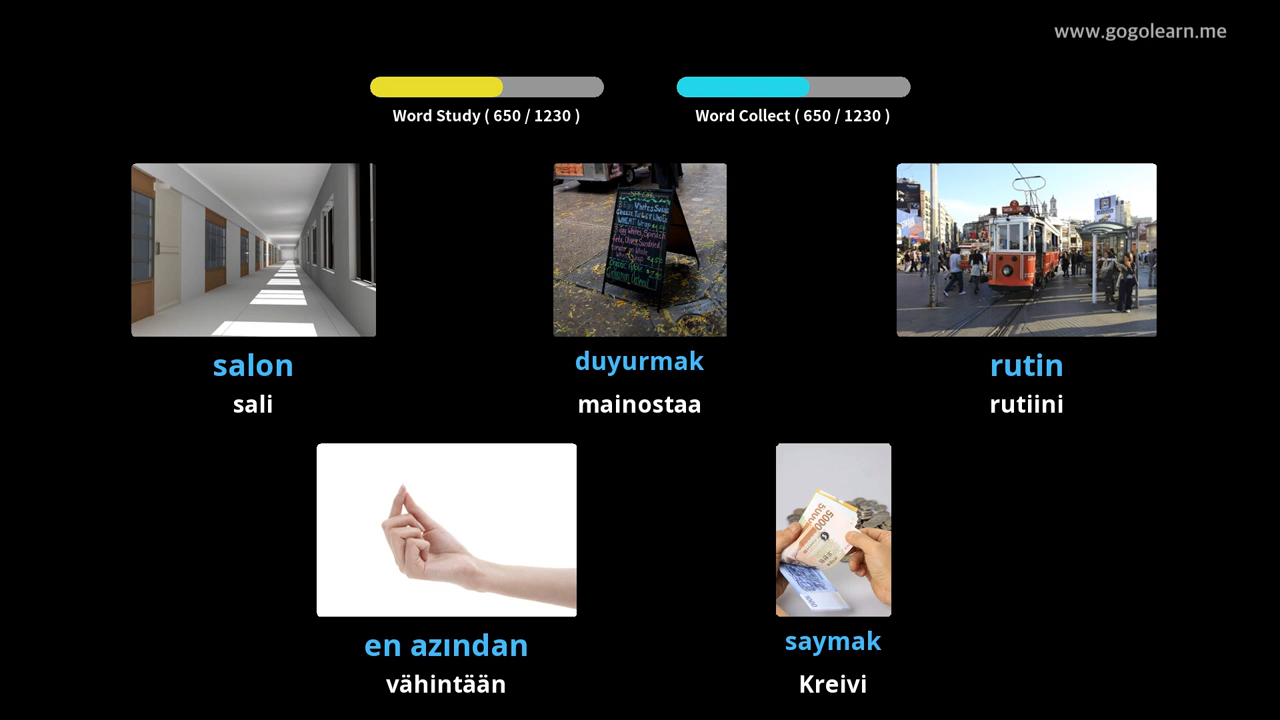 www.gogolearn.me
Word Study ( 650 / 1230 )
Word Collect ( 650 / 1230 )
salon
sali
duyurmak
mainostaa
rutin
rutiini
en azından
vähintään
saymak
Kreivi